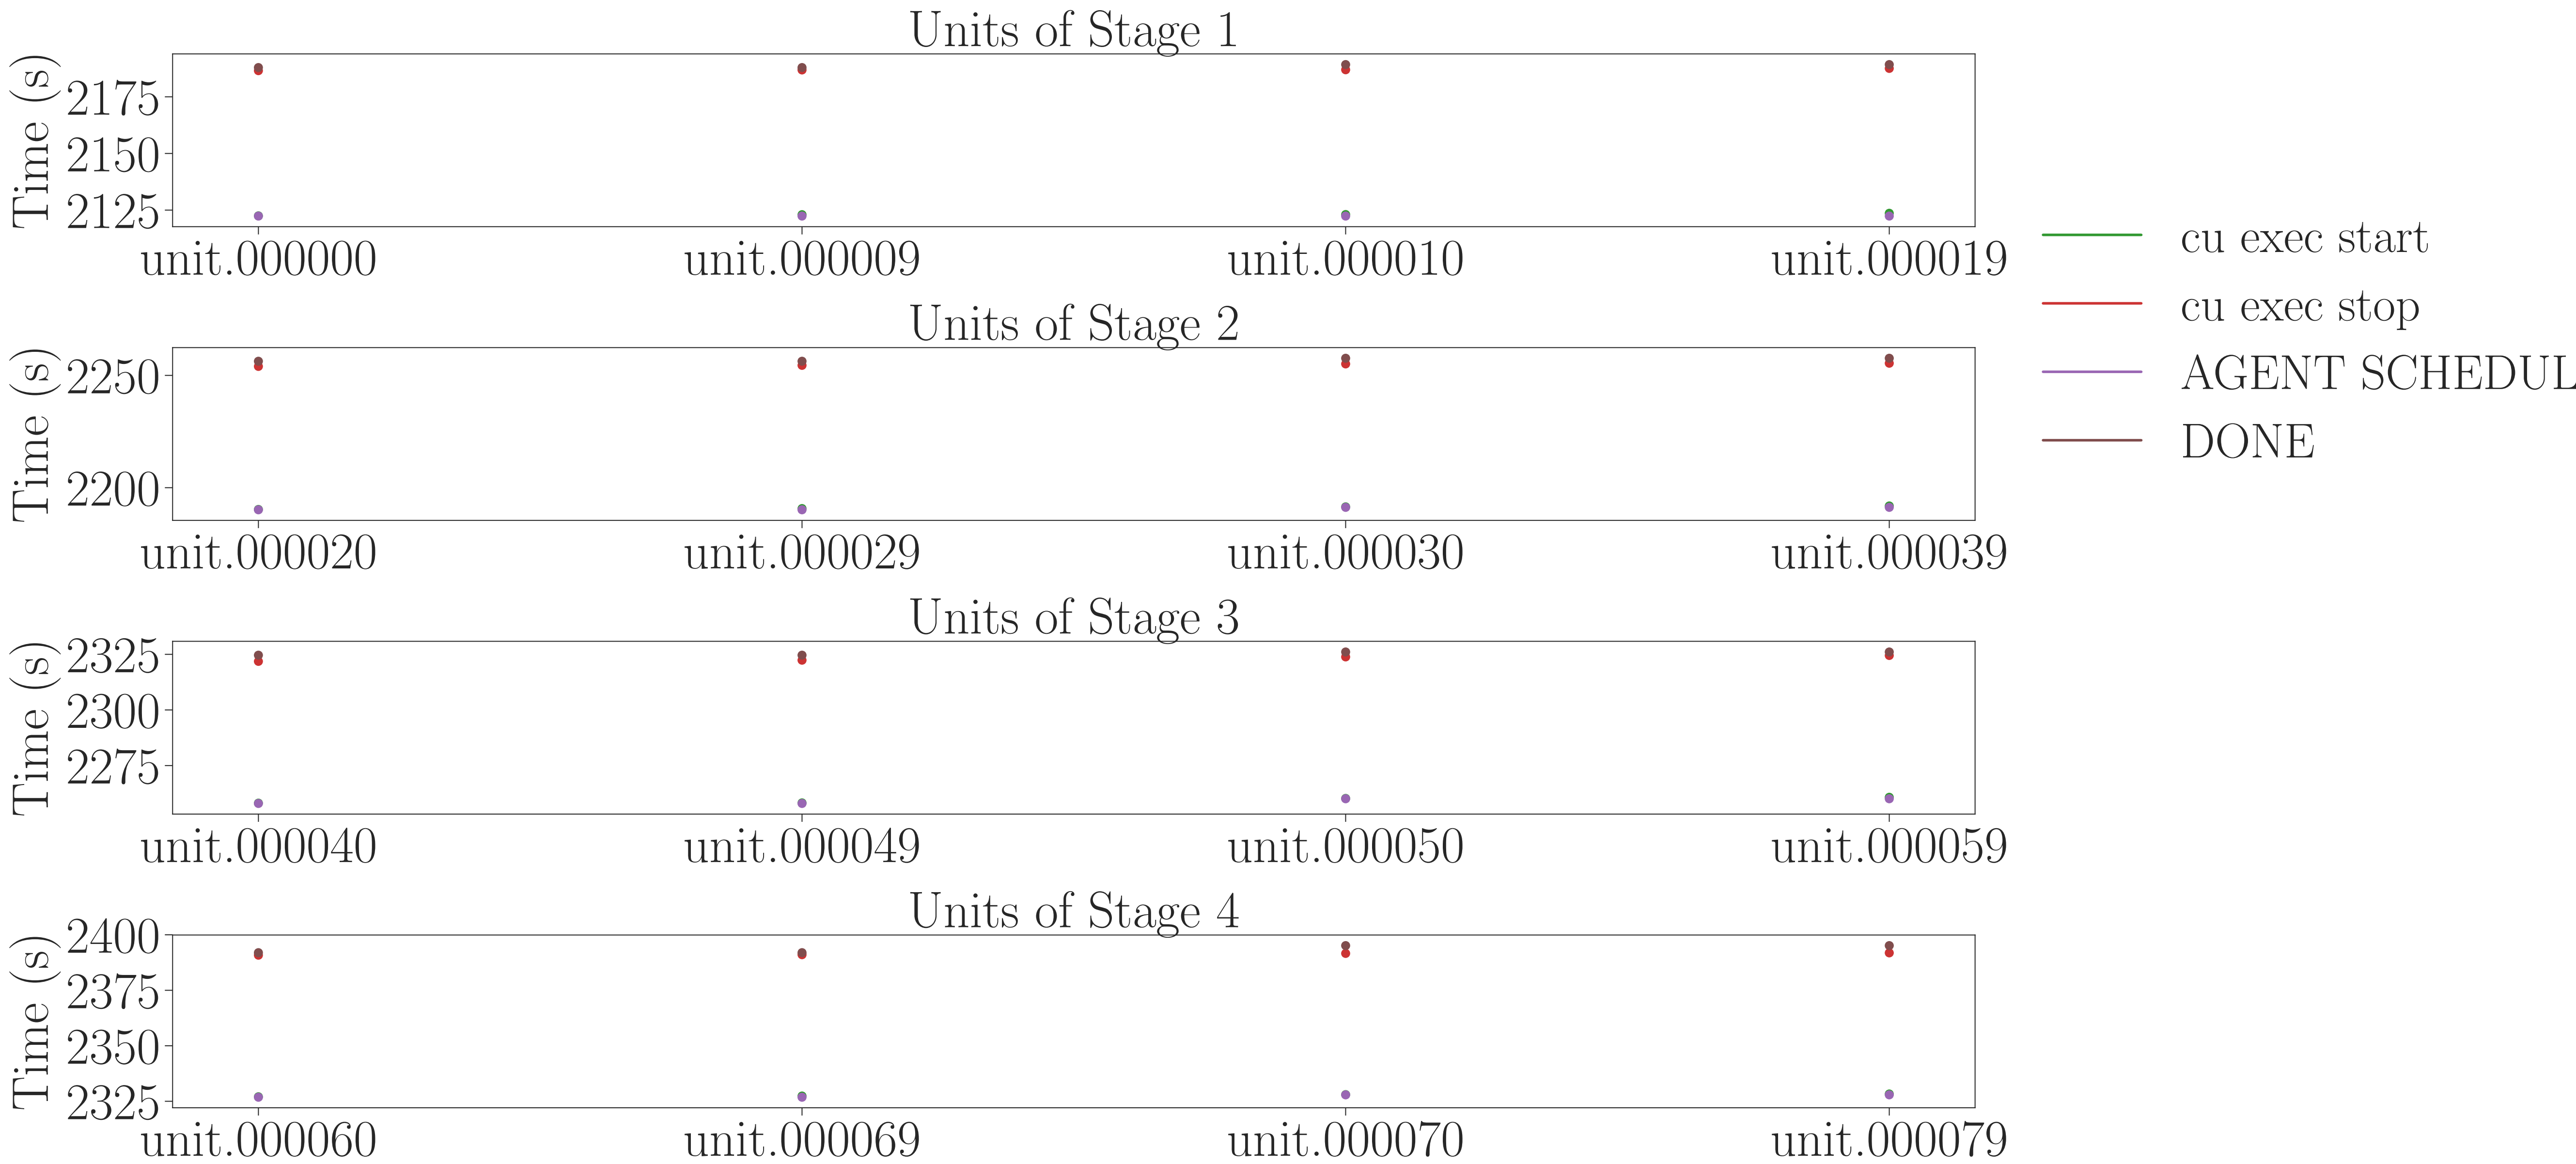 Units of Stage 1
Time (s)
2175
2150
2125
unit.000000 unit.000009 unit.000010 unit.000019
Units of Stage 2
Time (s)
2250
2200
unit.000020 unit.000029 unit.000030 unit.000039
Units of Stage 3
Time (s)
2325
2300
2275
unit.000040 unit.000049 unit.000050 unit.000059
Units of Stage 4
Time (s)
2400
2375
2350
2325
unit.000060 unit.000069 unit.000070 unit.000079
cu exec start
cu exec stop
AGENT SCHEDUL
DONE